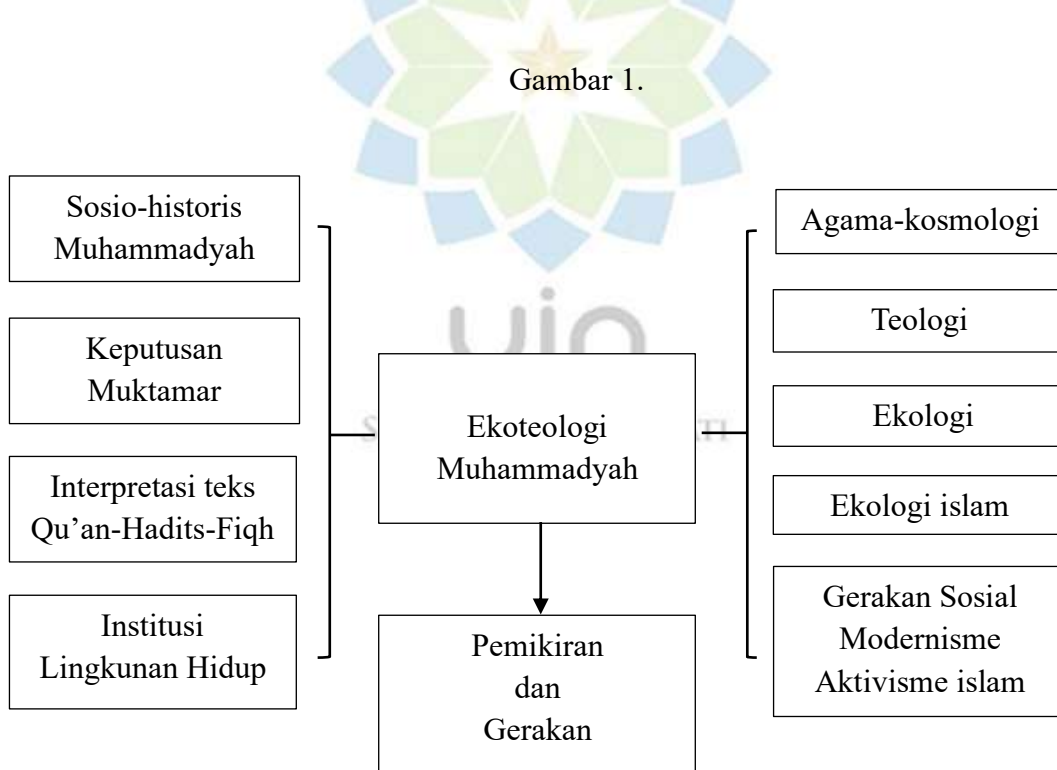 Gambar 1.
Sosio-historis
Muhammadyah
Keputusan
Muktamar
Interpretasi teks
Qu’an-Hadits-Fiqh
Institusi
Lingkunan Hidup
uin
Ekoteologi
Muhammadyah
Pemikiran
dan
Gerakan
Agama-kosmologi
Teologi
Ekologi
Ekologi islam
Gerakan Sosial
Modernisme
Aktivisme islam